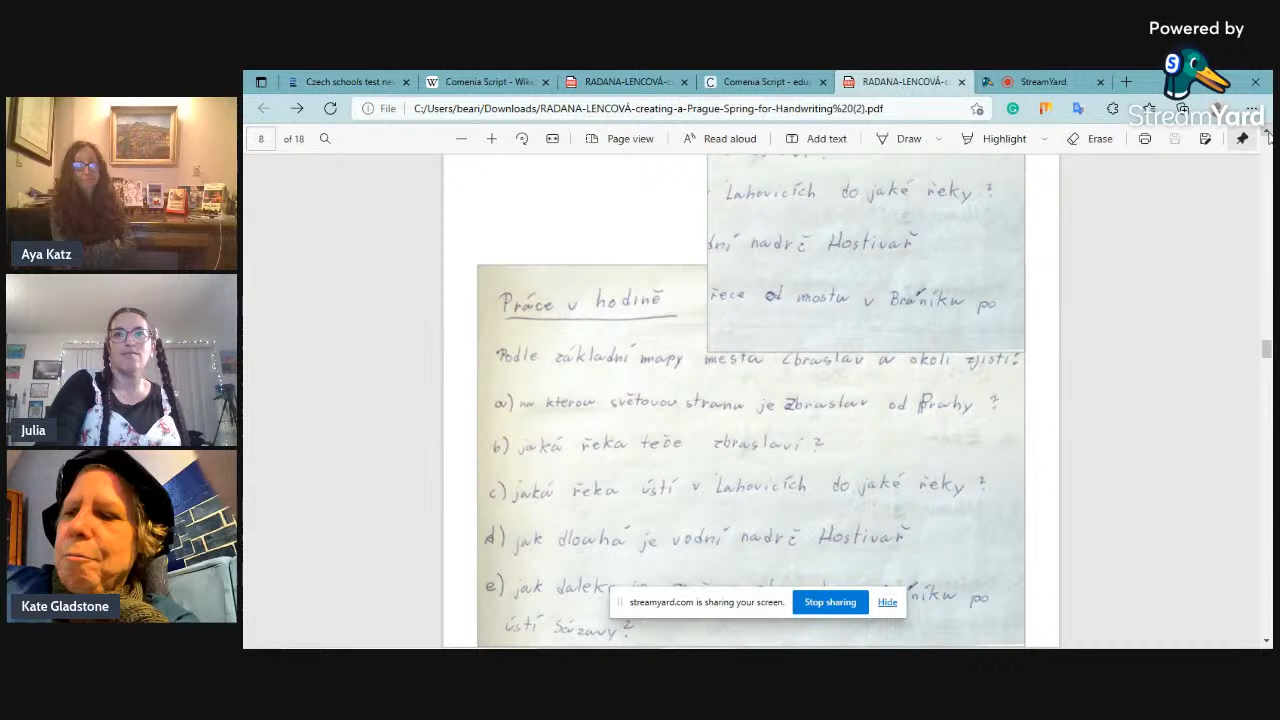 Powered by
StreamYard
Czech schools test ne
Comenia Script - Wiki
RADANA-LENCOVÁ-c
Comenia Script - edu
RADANA-LENCOVÁ-c
StreamYard
File
C:/Users/beari/Downloads/RADANA-LENCOVÁ-creating-a-Prague-Spring-for-Handwriting%20(2).pdf
8 of 18
Page view
Read aloud
Add text
Draw
Highlight
Erase
Lahovicích do jaké řeky ?
dní nadrč Hostivař
řece od mostu v Braníku po
Práce v hodině
Podle základní mapy mesta Zbraslav a okolí zjisti:
a) na kterou světovou stranu je Zbraslav od Prahy ?
b) jaká řeka teče zbraslaví ?
c) jaká řeka ústí v Lahovicích do jaké řeky ?
d) jak dlouhá je vodní nadrč Hostivař
e) jak daleko
níku po
ústí Sázavy ?
streamyard.com is sharing your screen.
Stop sharing
Hide
Aya Katz
Julia
Kate Gladstone